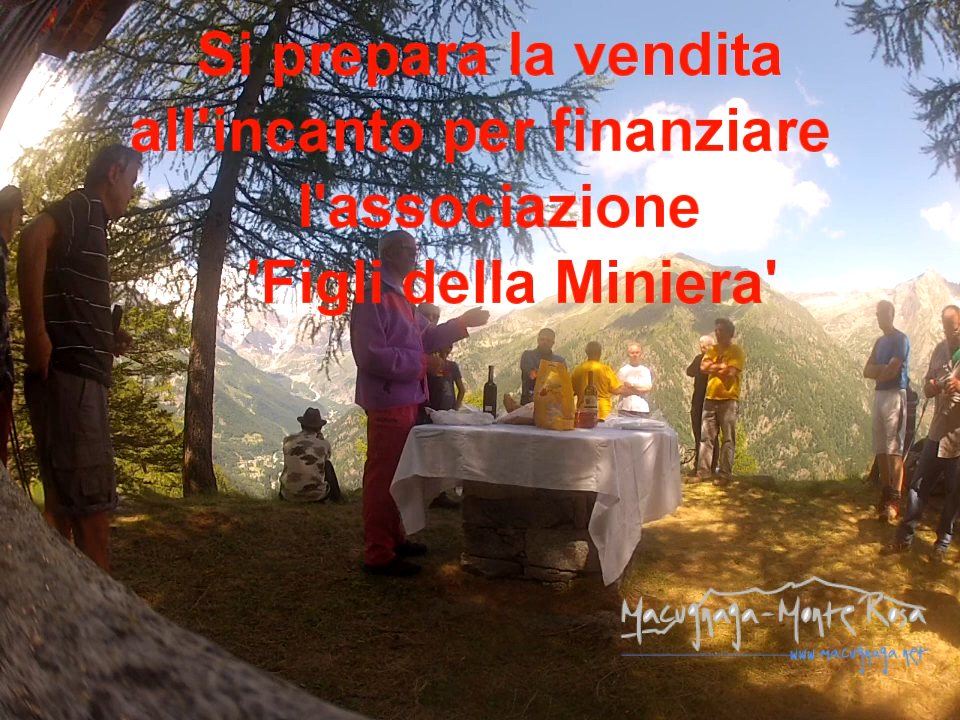 Si prepara la vendita
all'incanto per finanziare
l'associazione
'Figli della Miniera'
Macugnaga-Monte Rosa
www.macugnaga.net